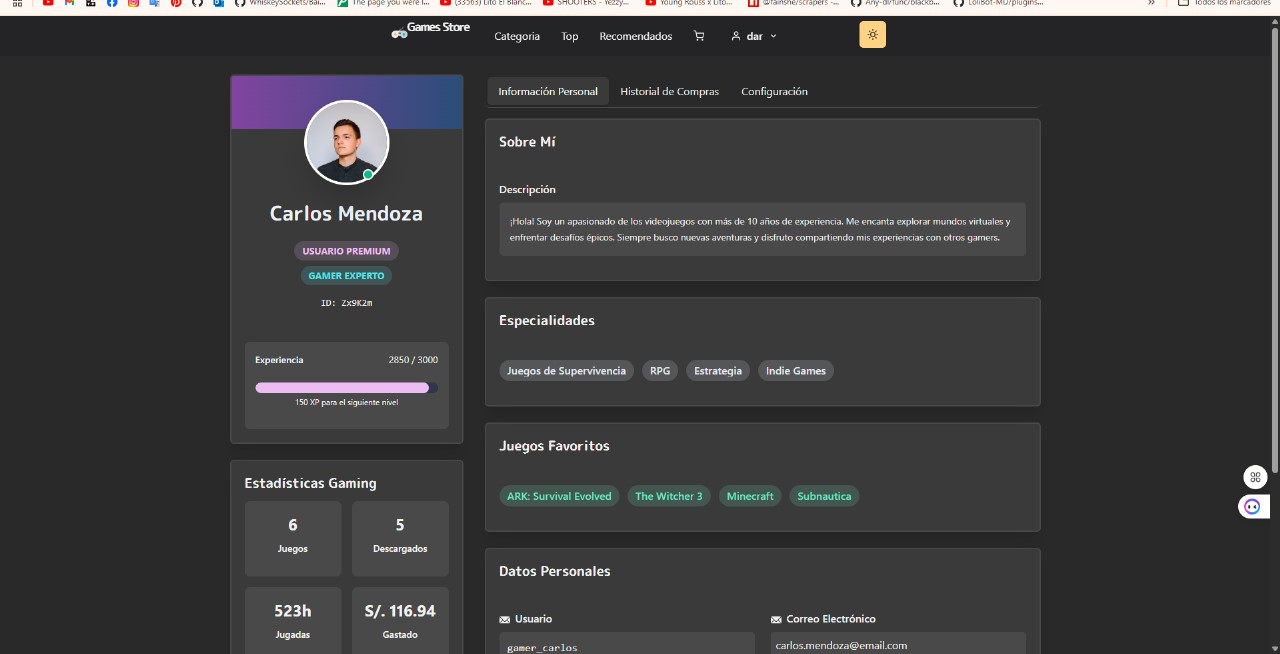 WhiskeySockets/Bai...
The page you were l...
(33563) Lito El Blanc...
SHOOTERS - Yezzy...
Young Rouss x Lito...
@fainshe/scrapers -...
Any-dl/func/blackb...
LoliBot-MD/plugins...
Todos los marcadores
Games Store
Categoria
Top
Recomendados
dar
Información Personal
Historial de Compras
Configuración
Carlos Mendoza
USUARIO PREMIUM
GAMER EXPERTO
ID: Zx9K2m
Experiencia
2850 / 3000
150 XP para el siguiente nivel
Estadísticas Gaming
6
Juegos
5
Descargados
523h
Jugadas
S/. 116.94
Gastado
Sobre Mí
Descripción
¡Hola! Soy un apasionado de los videojuegos con más de 10 años de experiencia. Me encanta explorar mundos virtuales y
enfrentar desafíos épicos. Siempre busco nuevas aventuras y disfruto compartiendo mis experiencias con otros gamers.
Especialidades
Juegos de Supervivencia
RPG
Estrategia
Indie Games
Juegos Favoritos
ARK: Survival Evolved
The Witcher 3
Minecraft
Subnautica
Datos Personales
Usuario
gamer_carlos
Correo Electrónico
carlos.mendoza@email.com